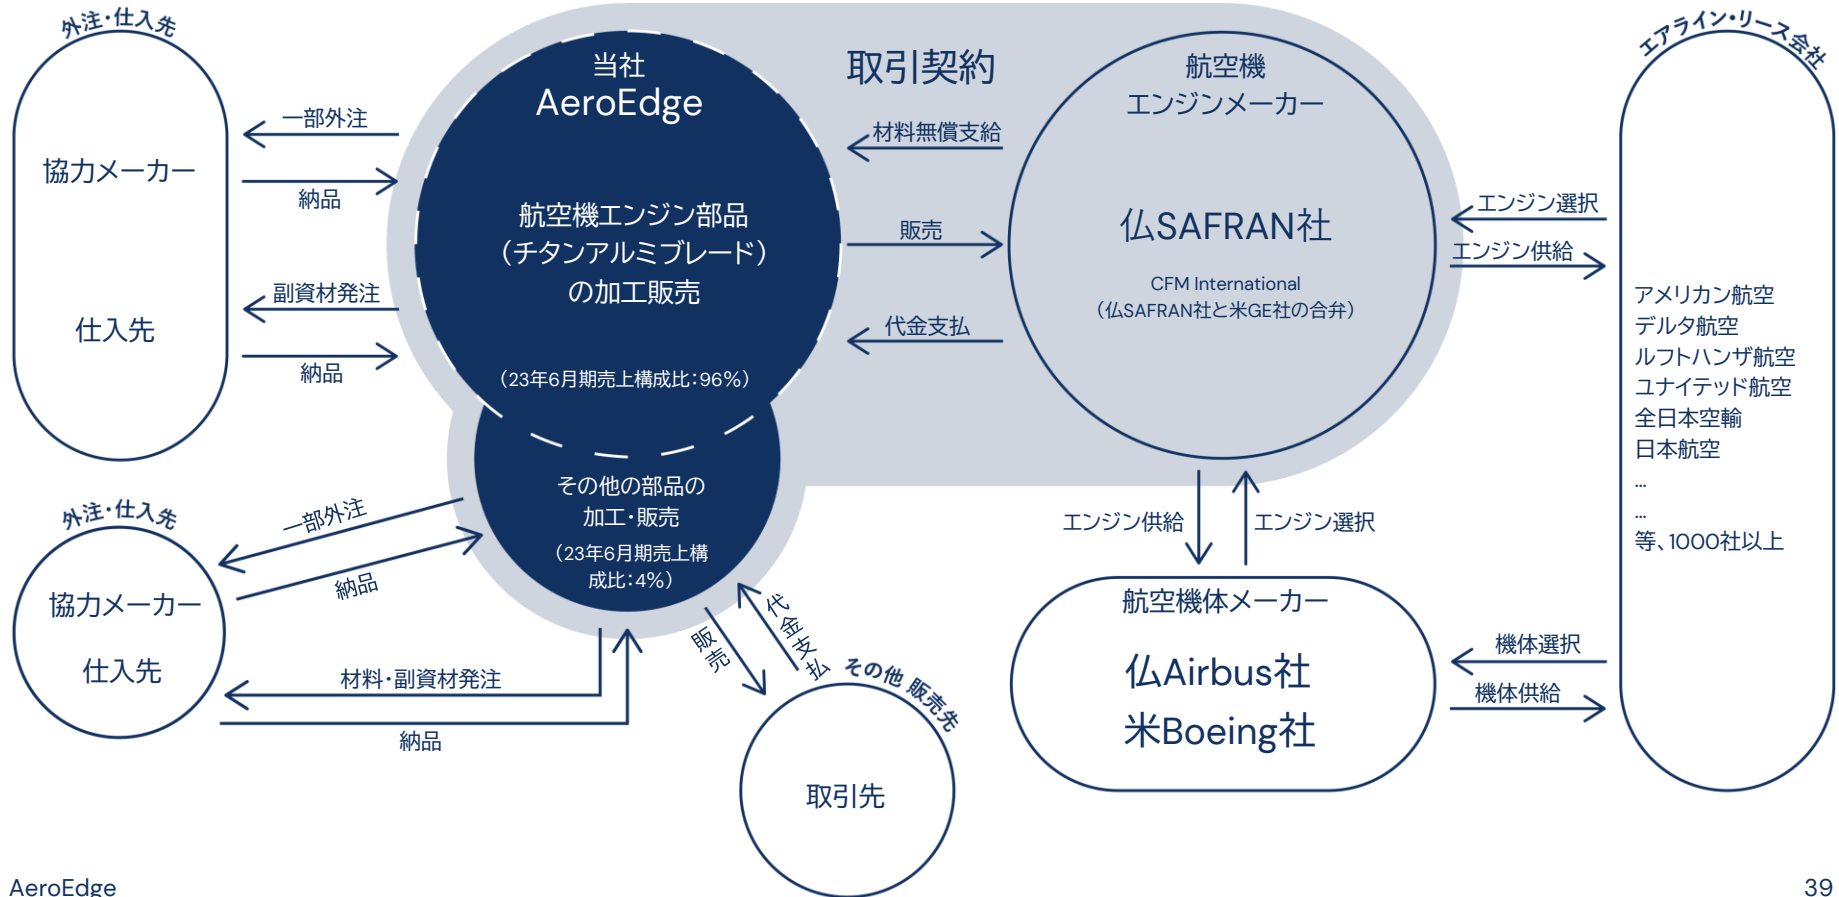 外注・仕入先
協力メーカー
仕入先
一部外注
納品
副資材発注
納品
当社
AeroEdge
航空機エンジン部品
（チタンアルミブレード）
の加工販売
（23年6月期売上構成比：96％）
その他の部品の
加工・販売
（23年6月期売上構
成比：4％）
取引契約
材料無償支給
販売
代金支払
航空機
エンジンメーカー
仏SAFRAN社
CFM International
（仏SAFRAN社と米GE社の合弁）
エンジン選択
エンジン供給
エアライン・リース会社
アメリカン航空
デルタ航空
ルフトハンザ航空
ユナイテッド航空
全日本空輸
日本航空
...
...
等、1000社以上
外注・仕入先
協力メーカー
仕入先
一部外注
納品
材料・副資材発注
納品
販売
代金支払
その他 販売先
取引先
エンジン供給
エンジン選択
航空機体メーカー
仏Airbus社
米Boeing社
機体選択
機体供給
AeroEdge
39